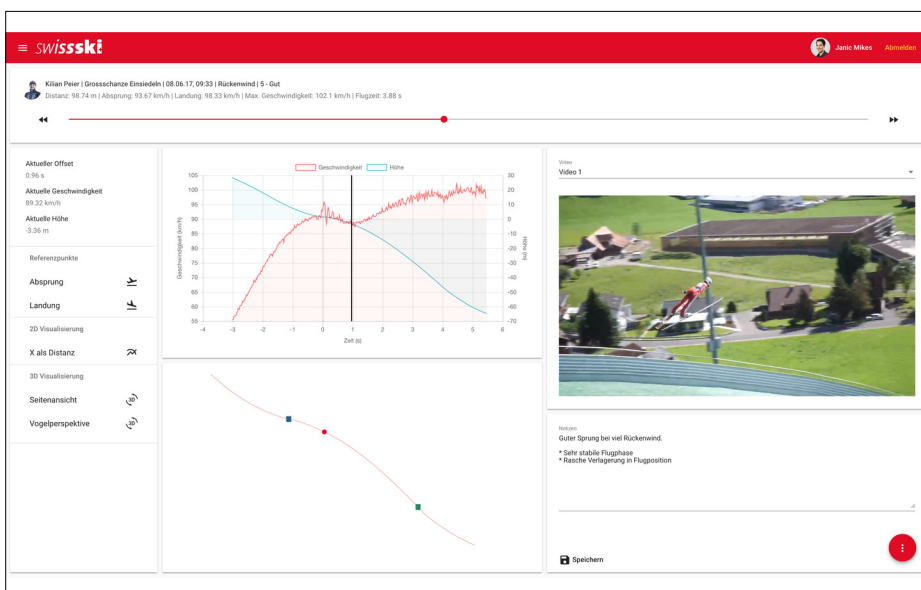 swissski
Janic Mikes
Abmelden
Kilian Peier | Grossschanze Einsiedeln | 08.06.17, 09:33 | Rückenwind | 5 - Gut
Distanz: 98.74 m | Absprung: 93.67 km/h | Landung: 98.33 km/h | Max. Geschwindigkeit: 102.1 km/h | Flugzeit: 3.88 s
Aktueller Offset
0.96 s
Aktuelle Geschwindigkeit
89.32 km/h
Aktuelle Höhe
-3.36 m
Referenzpunkte
Absprung
Landung
2D Visualisierung
X als Distanz
3D Visualisierung
Seitenansicht
3D
Vogelperspektive
3D
Geschwindigkeit
Höhe
Geschwindigkeit (km/h)
105
100
95
90
85
80
75
70
65
60
55
30
20
10
0
-10
-20
-30
-40
-50
-60
-70
Höhe (m)
-4 -3 -2 -1 0 1 2 3 4 5 6
Zeit (s)
Video
Video 1
Notizen
Guter Sprung bei viel Rückenwind.
* Sehr stabile Flugphase
* Rasche Verlagerung in Flugposition
Speichern